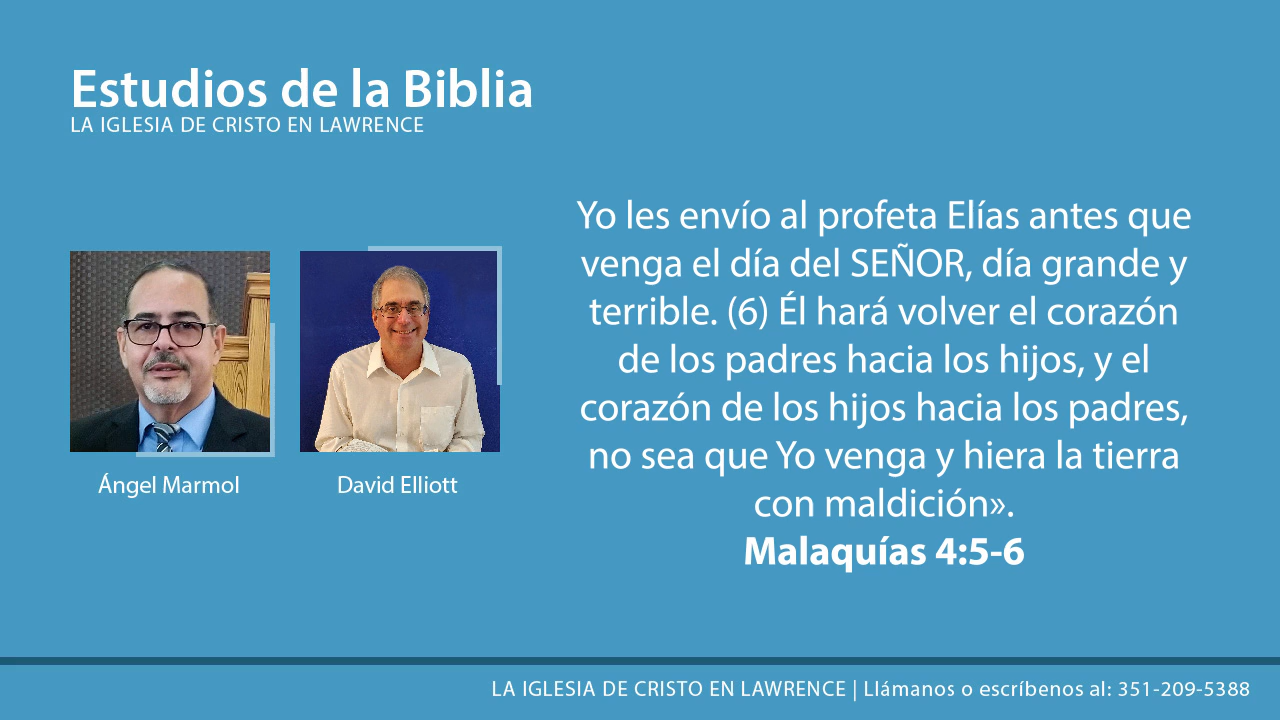 Estudios de la Biblia
LA IGLESIA DE CRISTO EN LAWRENCE
Ángel Marmol
David Elliott
Yo les envío al profeta Elías antes que
venga el día del SEÑOR, día grande y
terrible. (6) Él hará volver el corazón
de los padres hacia los hijos, y el
corazón de los hijos hacia los padres,
no sea que Yo venga y hiera la tierra
con maldición».
Malaquías 4:5-6
LA IGLESIA DE CRISTO EN LAWRENCE | Llámanos o escríbenos al: 351-209-5388